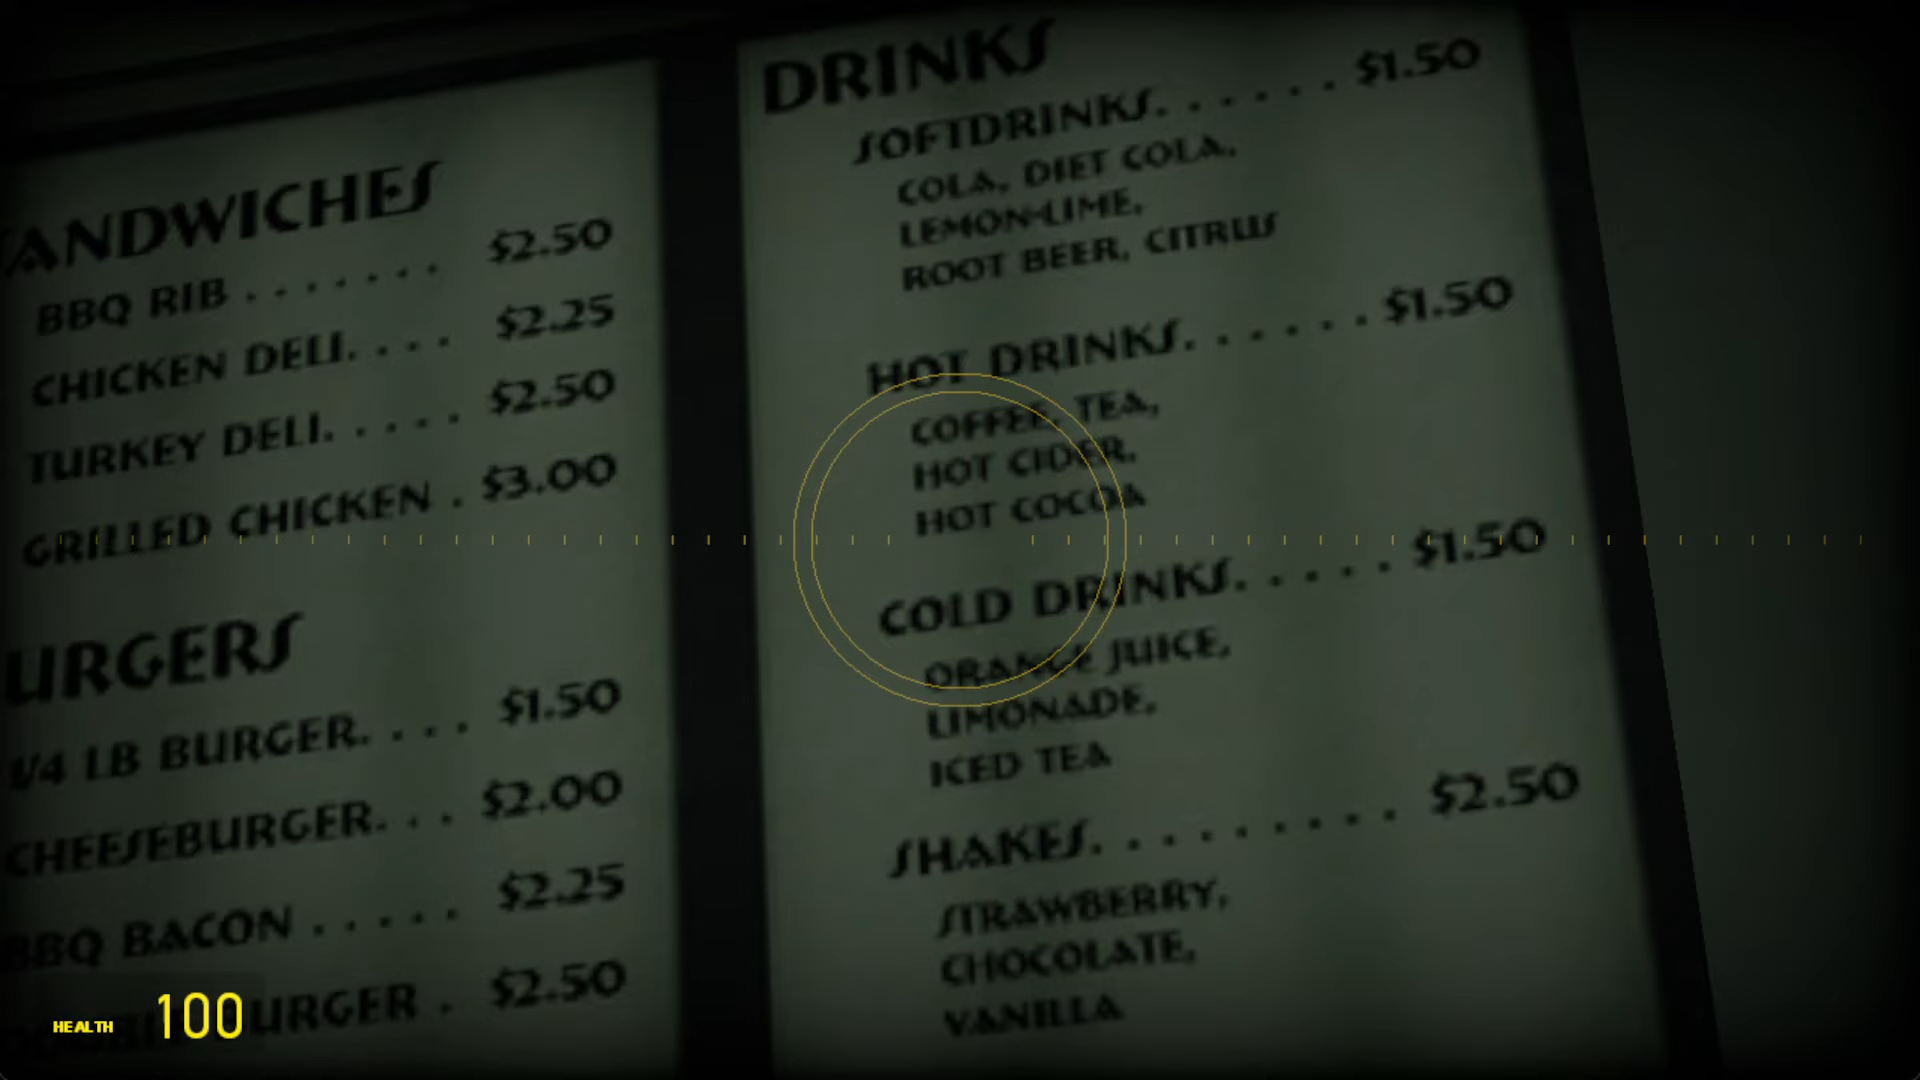 SANDWICHES
BBQ RIB . . . . . . . $2.50
CHICKEN DELI. . . . $2.25
TURKEY DELI. . . . . $2.50
GRILLED CHICKEN . $3.00
URGERS
1/4 LB BURGER. . . . $1.50
CHEESEBURGER. . . $2.00
BBQ BACON . . . . . $2.25
URGER . $2.50
DRINKS
SOFTDRINKS. . . . . . $1.50
COLA, DIET COLA,
LEMON-LIME,
ROOT BEER, CITRUS
HOT DRINKS. . . . . . $1.50
COFFEE, TEA,
HOT CIDER,
HOT COCOA
COLD DRINKS. . . . . $1.50
ORANGE JUICE,
LIMONADE,
ICED TEA
SHAKES. . . . . . . . . $2.50
STRAWBERRY,
CHOCOLATE,
VANILLA
HEALTH 100